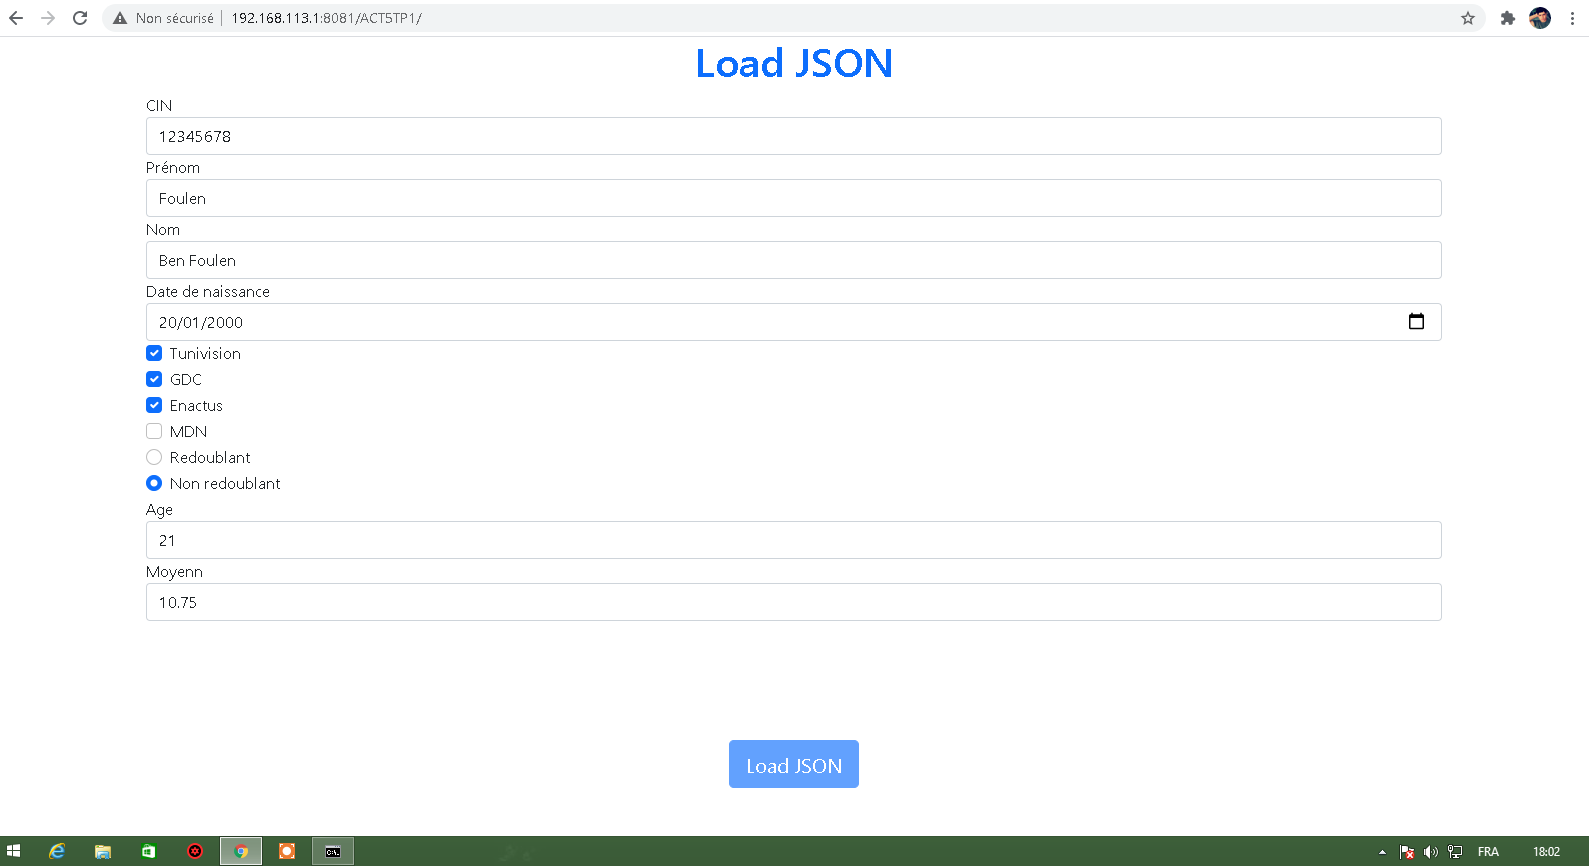 Non sécurisé | 192.168.113.1:8081/ACT5TP1/
Load JSON
CIN
12345678
Prénom
Foulen
Nom
Ben Foulen
Date de naissance
20/01/2000
Tunivision
GDC
Enactus
MDN
Redoublant
Non redoublant
Age
21
Moyenn
10.75
Load JSON
FRA 18:02